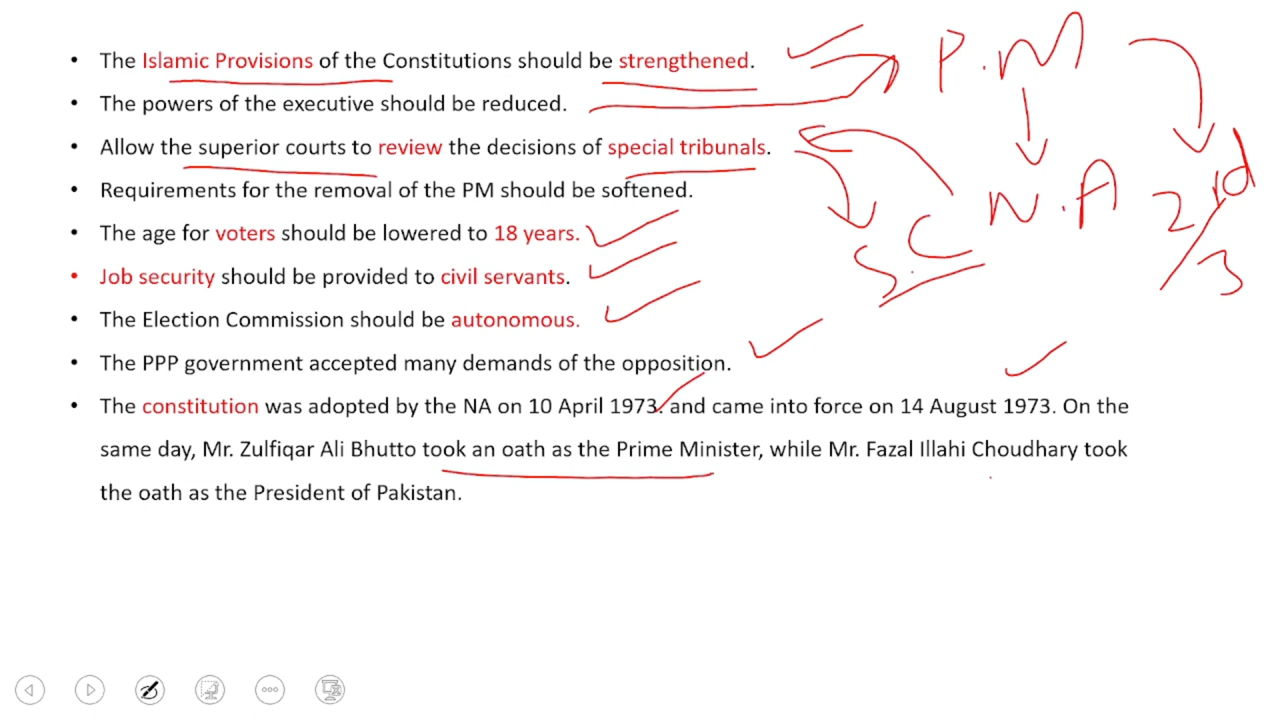 • The Islamic Provisions of the Constitutions should be strengthened.
• The powers of the executive should be reduced.
• Allow the superior courts to review the decisions of special tribunals.
• Requirements for the removal of the PM should be softened.
• The age for voters should be lowered to 18 years.
• Job security should be provided to civil servants.
• The Election Commission should be autonomous.
• The PPP government accepted many demands of the opposition.
• The constitution was adopted by the NA on 10 April 1973. and came into force on 14 August 1973. On the
same day, Mr. Zulfiqar Ali Bhutto took an oath as the Prime Minister, while Mr. Fazal Illahi Choudhary took
the oath as the President of Pakistan.
P.M
N.A
2/3rd
S.C